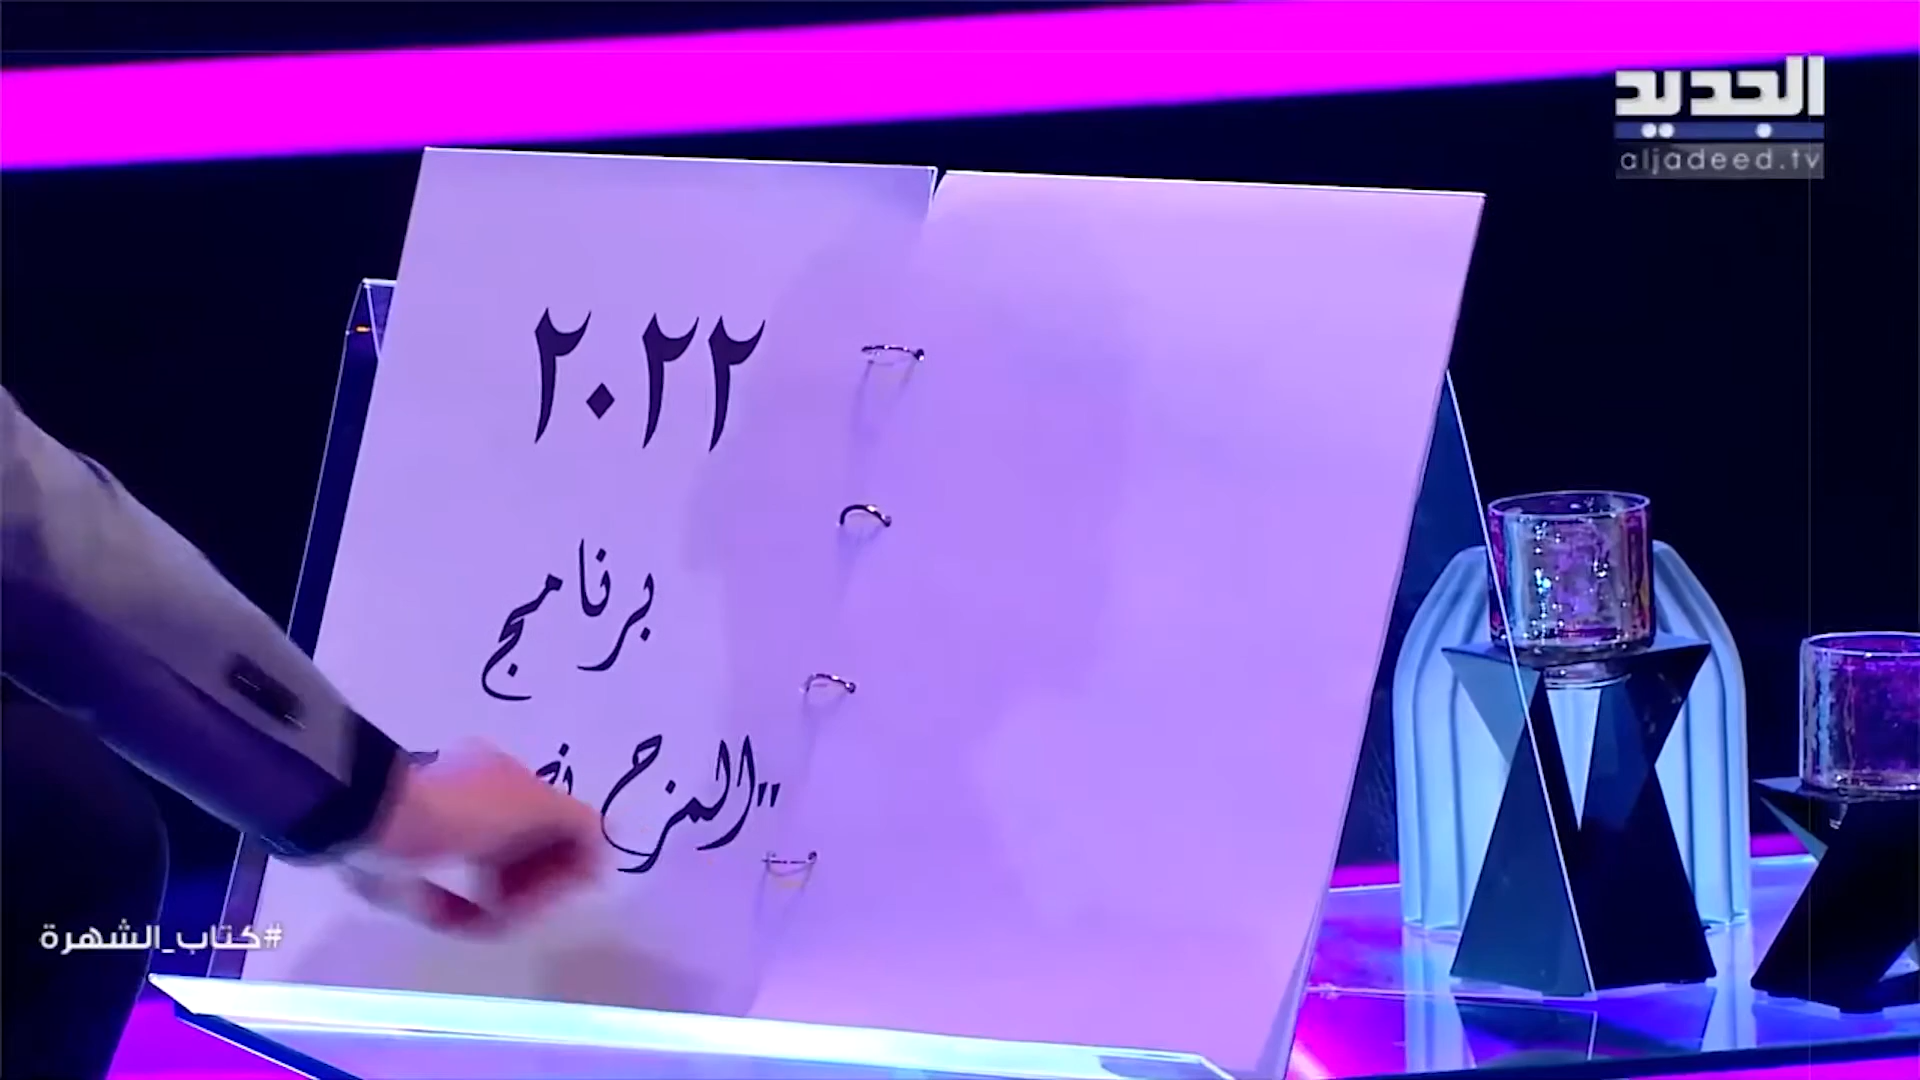 الجديد
aljadeed.tv
٢٠٢٢
برنامج
"المزح
#كتاب_الشهرة